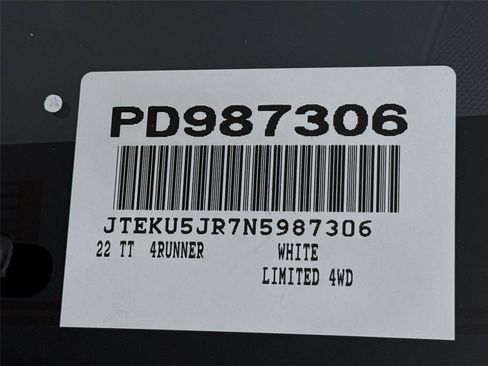 PD987306
JTEKU5JR7N5987306
22 TT 4RUNNER WHITE
LIMITED 4WD